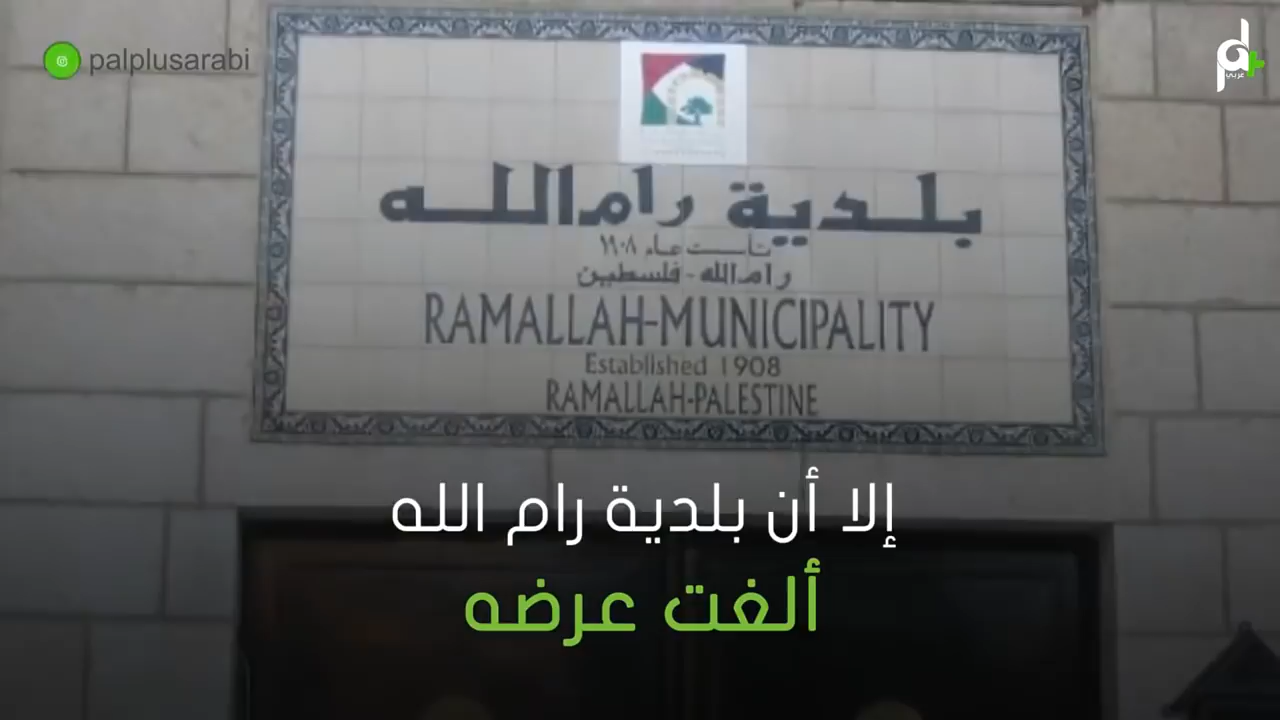 palplusarabi
عربي
بلدية رام الله
تأسست عام ١٩٠٨
رام الله - فلسطين
RAMALLAH-MUNICIPALITY
Established 1908
RAMALLAH-PALESTINE
إلا أن بلدية رام الله
ألغت عرضه